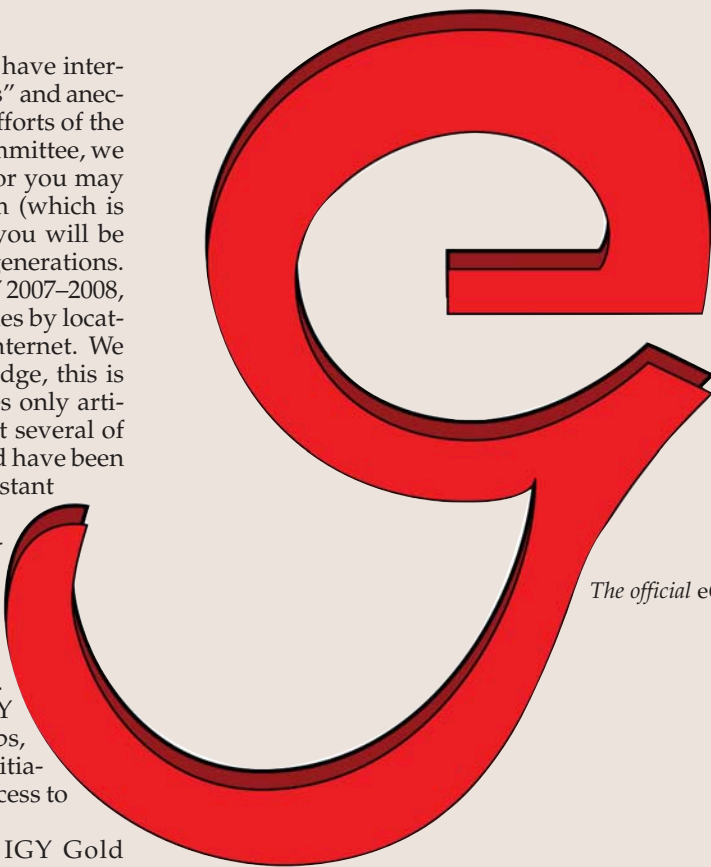 have inter-
s” and anec-
fforts of the
mmittee, we
or you may
n (which is
you will be
generations.
2007–2008,
es by locat-
nternet. We
dge, this is
s only arti-
t several of
d have been
stant
Y
os,
itia-
cess to
IGY Gold
The official e